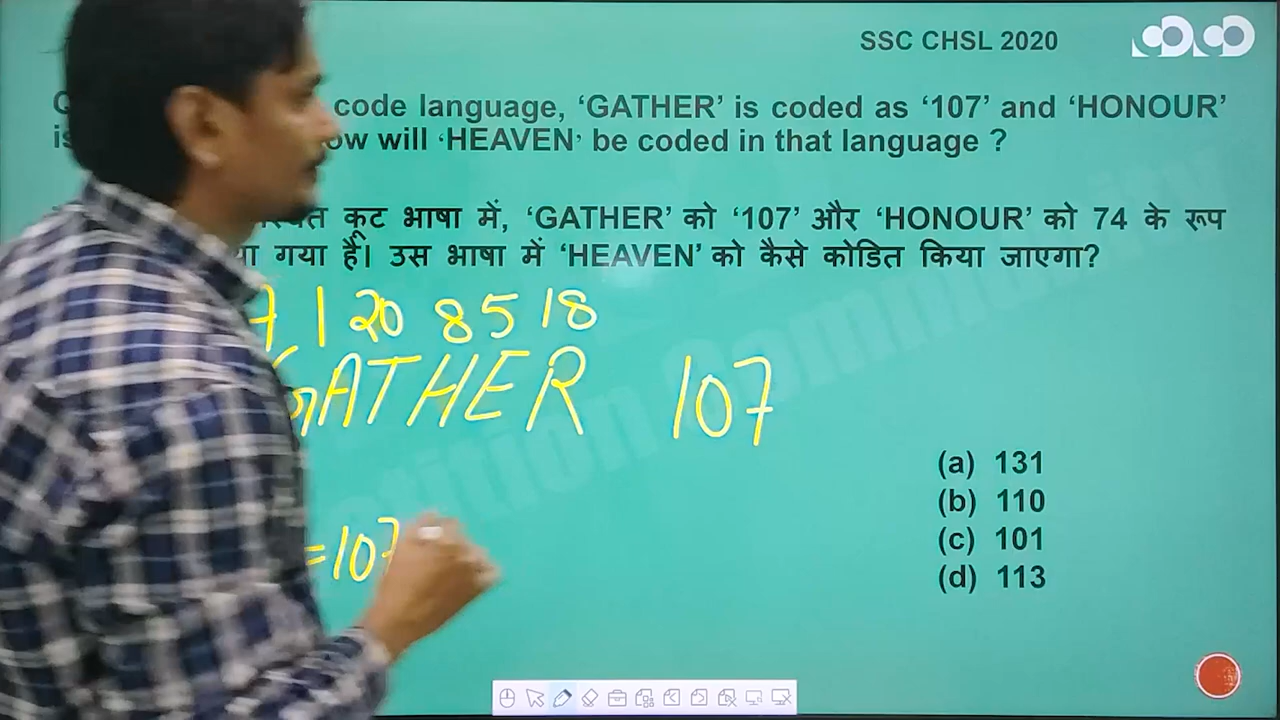 SSC CHSL 2020
code language, ‘GATHER’ is coded as ‘107’ and ‘HONOUR’
will ‘HEAVEN’ be coded in that language ?
कूट भाषा में, ‘GATHER’ को ‘107’ और ‘HONOUR’ को 74 के रूप
गया है। उस भाषा में ‘HEAVEN’ को कैसे कोडित किया जाएगा?
7 1 20 8 5 18
GATHER 107
(a) 131
(b) 110
=107
(c) 101
(d) 113